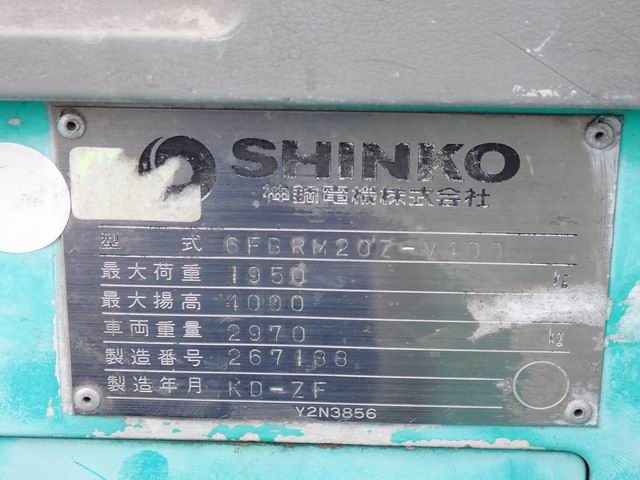 SHINKO
神鋼電機株式会社
型 式 6FBRM20Z-V400
最大荷重 1950 kg
最大揚高 4000
車両重量 2970 kg
製造番号 267188
製造年月 KD-ZF
Y2N3856